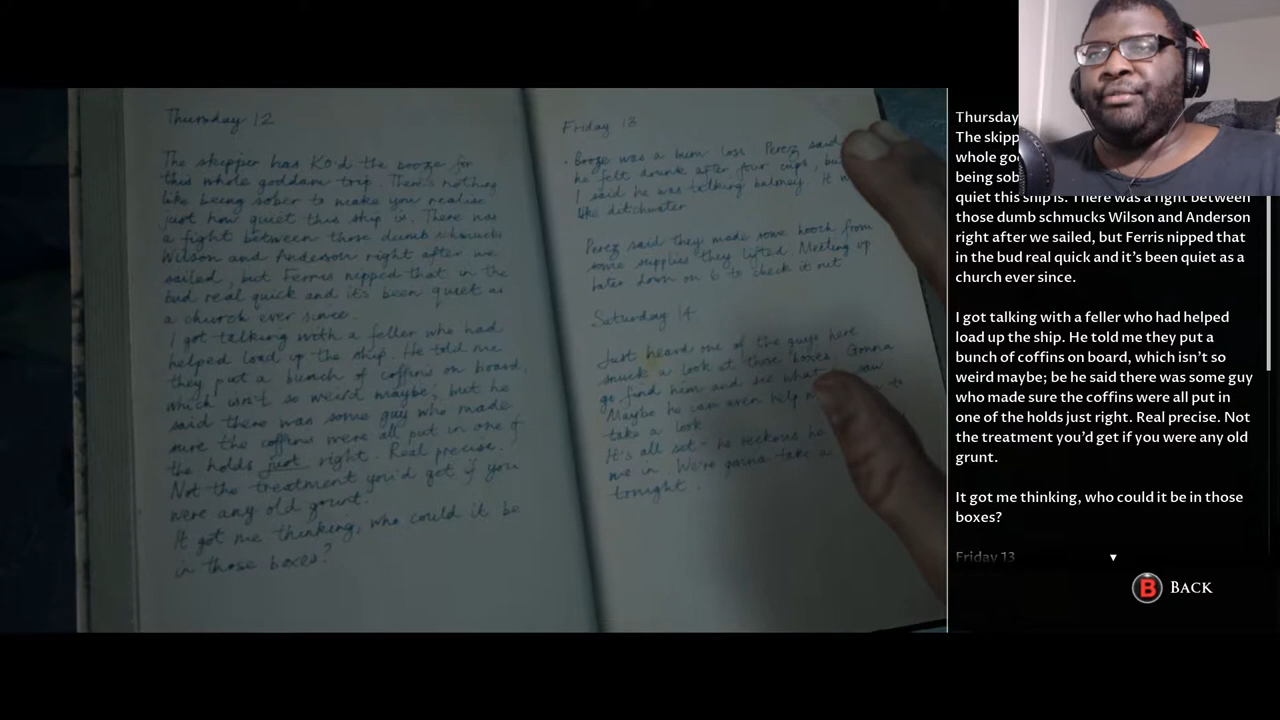 Thursday 12
The skipper has KO'd the booze for
this whole goddam trip. There's nothing
like being sober to make you realise
just how quiet this ship is. There was
a fight between those dumb schmucks
Wilson and Anderson right after we
sailed, but Ferris nipped that in the
bud real quick and it's been quiet as
a church ever since.
I got talking with a feller who had
helped load up the ship. He told me
they put a bunch of coffins on board,
which isn't so weird maybe; but he
said there was some guy who made
sure the coffins were all put in one of
the holds just right. Real precise.
Not the treatment you'd get if you
were any old grunt.
It got me thinking, who could it be
in those boxes?
Friday 13
Booze was a bum loss. Perez said
he felt drunk after four cups, but
I said he was talking baloney. It
like ditchwater
Perez said they made some hooch from
some supplies they lifted. Meeting up
later down on 6 to check it out
Saturday 14
Just heard one of the guys here
snuck a look at those boxes. Gonna
go find him and see what saw
Maybe he can even help to
take a look
It's all set - he reckons he
me in. We're gonna take a
tonight.
Thursday
The skipp
whole go
being sob
quiet this ship is. There was a fight between
those dumb schmucks Wilson and Anderson
right after we sailed, but Ferris nipped that
in the bud real quick and it's been quiet as a
church ever since.
I got talking with a feller who had helped
load up the ship. He told me they put a
bunch of coffins on board, which isn't so
weird maybe; be he said there was some guy
who made sure the coffins were all put in
one of the holds just right. Real precise. Not
the treatment you'd get if you were any old
grunt.
It got me thinking, who could it be in those
boxes?
Friday 13
B BACK